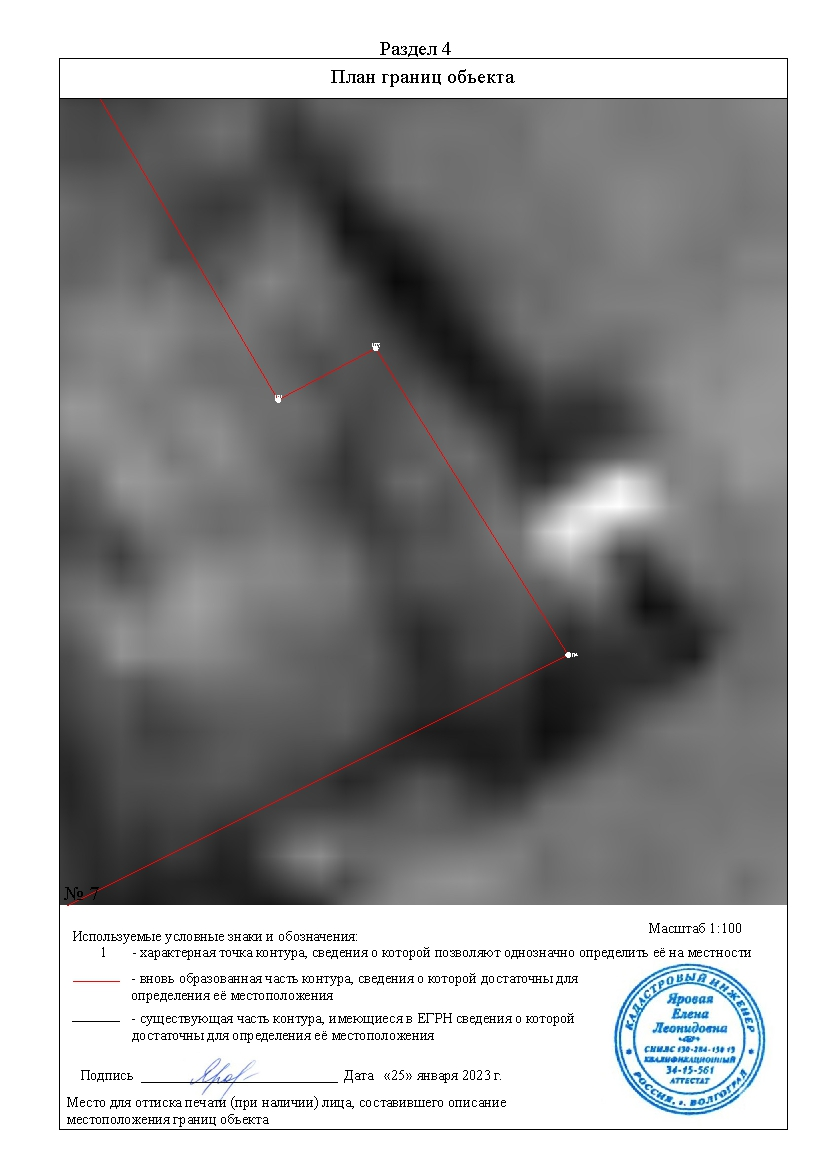 Раздел 4
План границ объекта
№ 7
Масштаб 1:100
Используемые условные знаки и обозначения:
1 - характерная точка контура, сведения о которой позволяют однозначно определить её на местности
- вновь образованная часть контура, сведения о которой достаточны для
определения её местоположения
- существующая часть контура, имеющиеся в ЕГРН сведения о которой
достаточны для определения её местоположения
Подпись Дата «25» января 2023 г.
Место для оттиска печати (при наличии) лица, составившего описание
местоположения границ объекта
КАДАСТРОВЫЙ ИНЖЕНЕР
Яровая
Елена
Леонидовна
СНИЛС
КВАЛИФИКАЦИОННЫЙ
34-15-561
АТТЕСТАТ
РОССИЯ, г. ВОЛГОГРАД